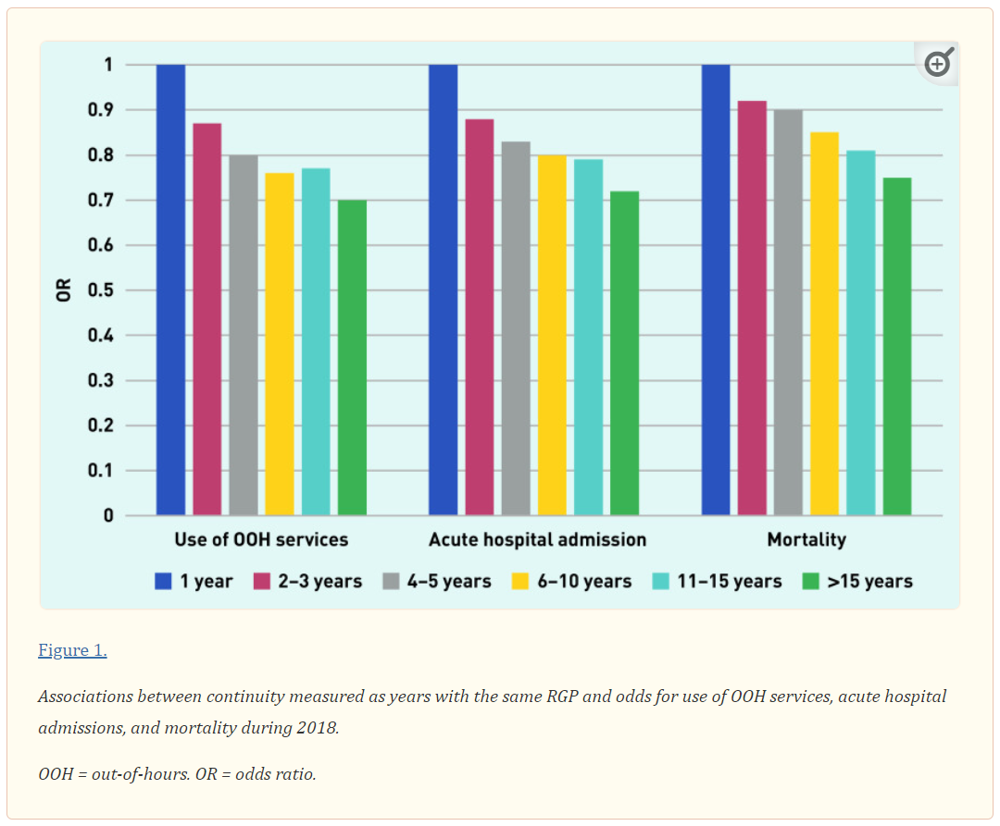 1
0.9
0.8
0.7
0.6
0.5
0.4
0.3
0.2
0.1
0
OR
Use of OOH services Acute hospital admission Mortality
1 year 2–3 years 4–5 years 6–10 years 11–15 years >15 years
Figure 1.
Associations between continuity measured as years with the same RGP and odds for use of OOH services, acute hospital
admissions, and mortality during 2018.
OOH = out-of-hours. OR = odds ratio.